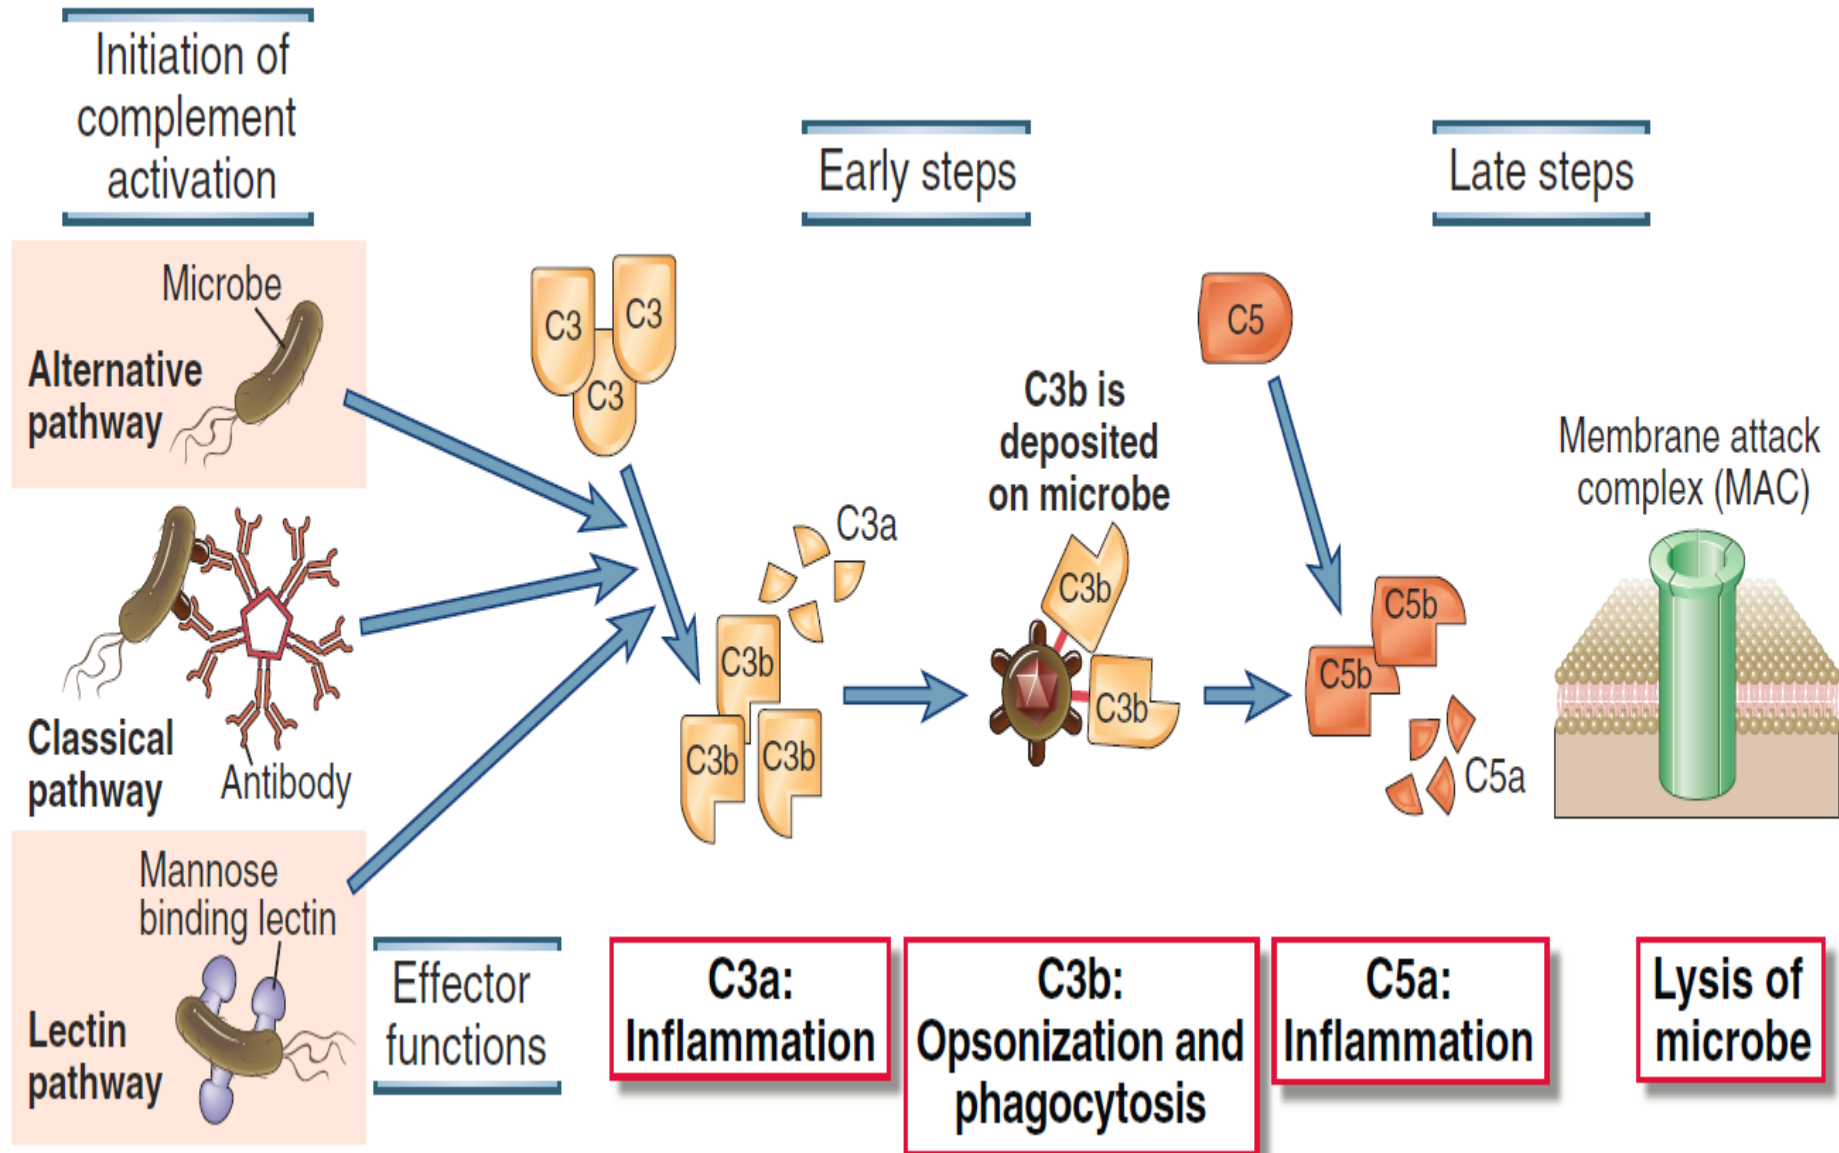 Initiation of
complement
activation
Early steps
Late steps
Microbe
Alternative
pathway
C3
C3
C3
C5
C3b is
deposited
on microbe
Membrane attack
complex (MAC)
C3a
C3b
C3b
C3b
C3b
C3b
C5b
C5b
C5a
Classical
pathway
Antibody
Mannose
binding lectin
Lectin
pathway
Effector
functions
C3a:
Inflammation
C3b:
Opsonization and
phagocytosis
C5a:
Inflammation
Lysis of
microbe